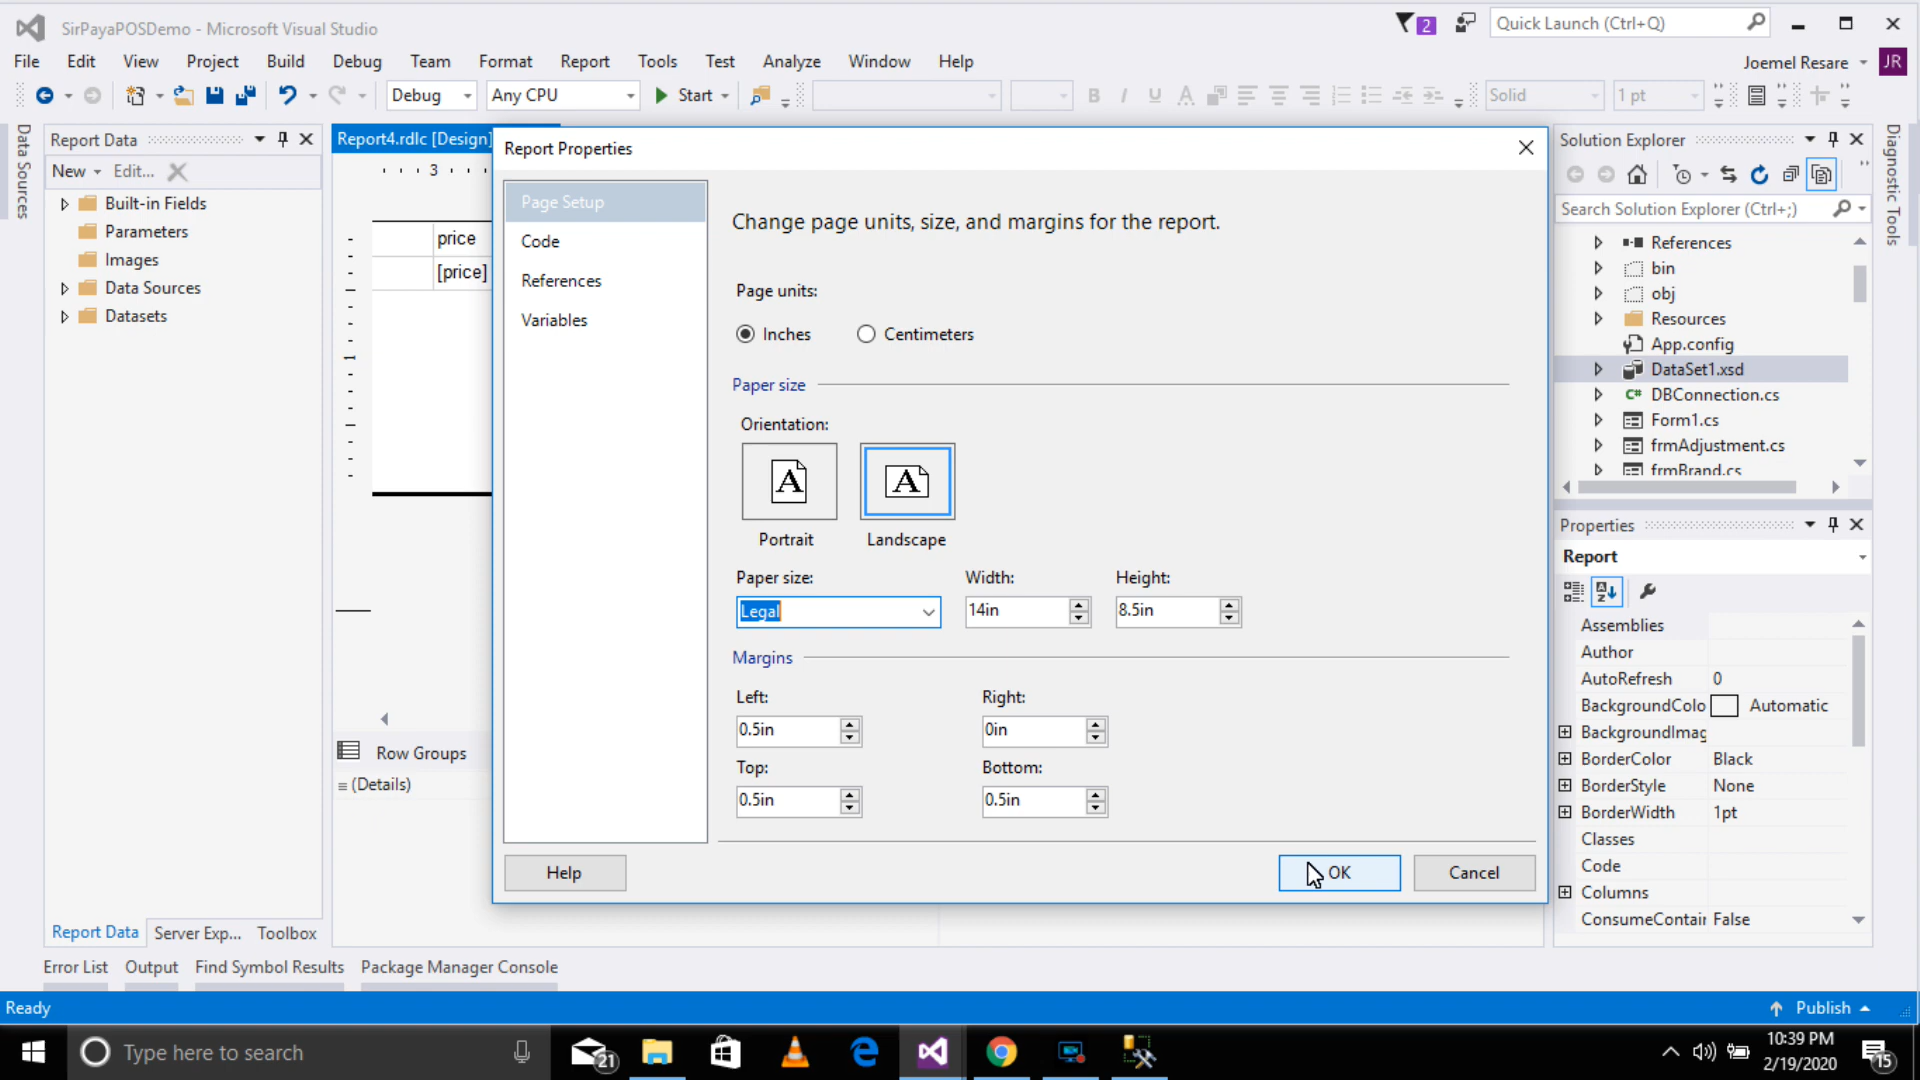 SirPayaPOSDemo - Microsoft Visual Studio
2
Quick Launch (Ctrl+Q)
File Edit View Project Build Debug Team Format Report Tools Test Analyze Window Help
Joemel Resare JR
Debug Any CPU Start
B I U A Solid 1 pt
Data Sources
Report Data
New Edit...
Built-in Fields
Parameters
Images
Data Sources
Datasets
Report4.rdlc [Design]
3
price
[price]
1
Row Groups
(Details)
Report Properties
Page Setup
Code
References
Variables
Change page units, size, and margins for the report.
Page units:
Inches Centimeters
Paper size
Orientation:
A A
Portrait Landscape
Paper size: Width: Height:
Legal 14in 8.5in
Margins
Left: Right:
0.5in 0in
Top: Bottom:
0.5in 0.5in
Help OK Cancel
Solution Explorer
Search Solution Explorer (Ctrl+;)
References
bin
obj
Resources
App.config
DataSet1.xsd
C# DBConnection.cs
Form1.cs
frmAdjustment.cs
frmBrand.cs
Diagnostic Tools
Properties
Report
Assemblies
Author
AutoRefresh 0
BackgroundColo Automatic
BackgroundImag
BorderColor Black
BorderStyle None
BorderWidth 1pt
Classes
Code
Columns
ConsumeContair False
Report Data Server Exp... Toolbox
Error List Output Find Symbol Results Package Manager Console
Ready
Publish
Type here to search
21
10:39 PM
2/19/2020
15